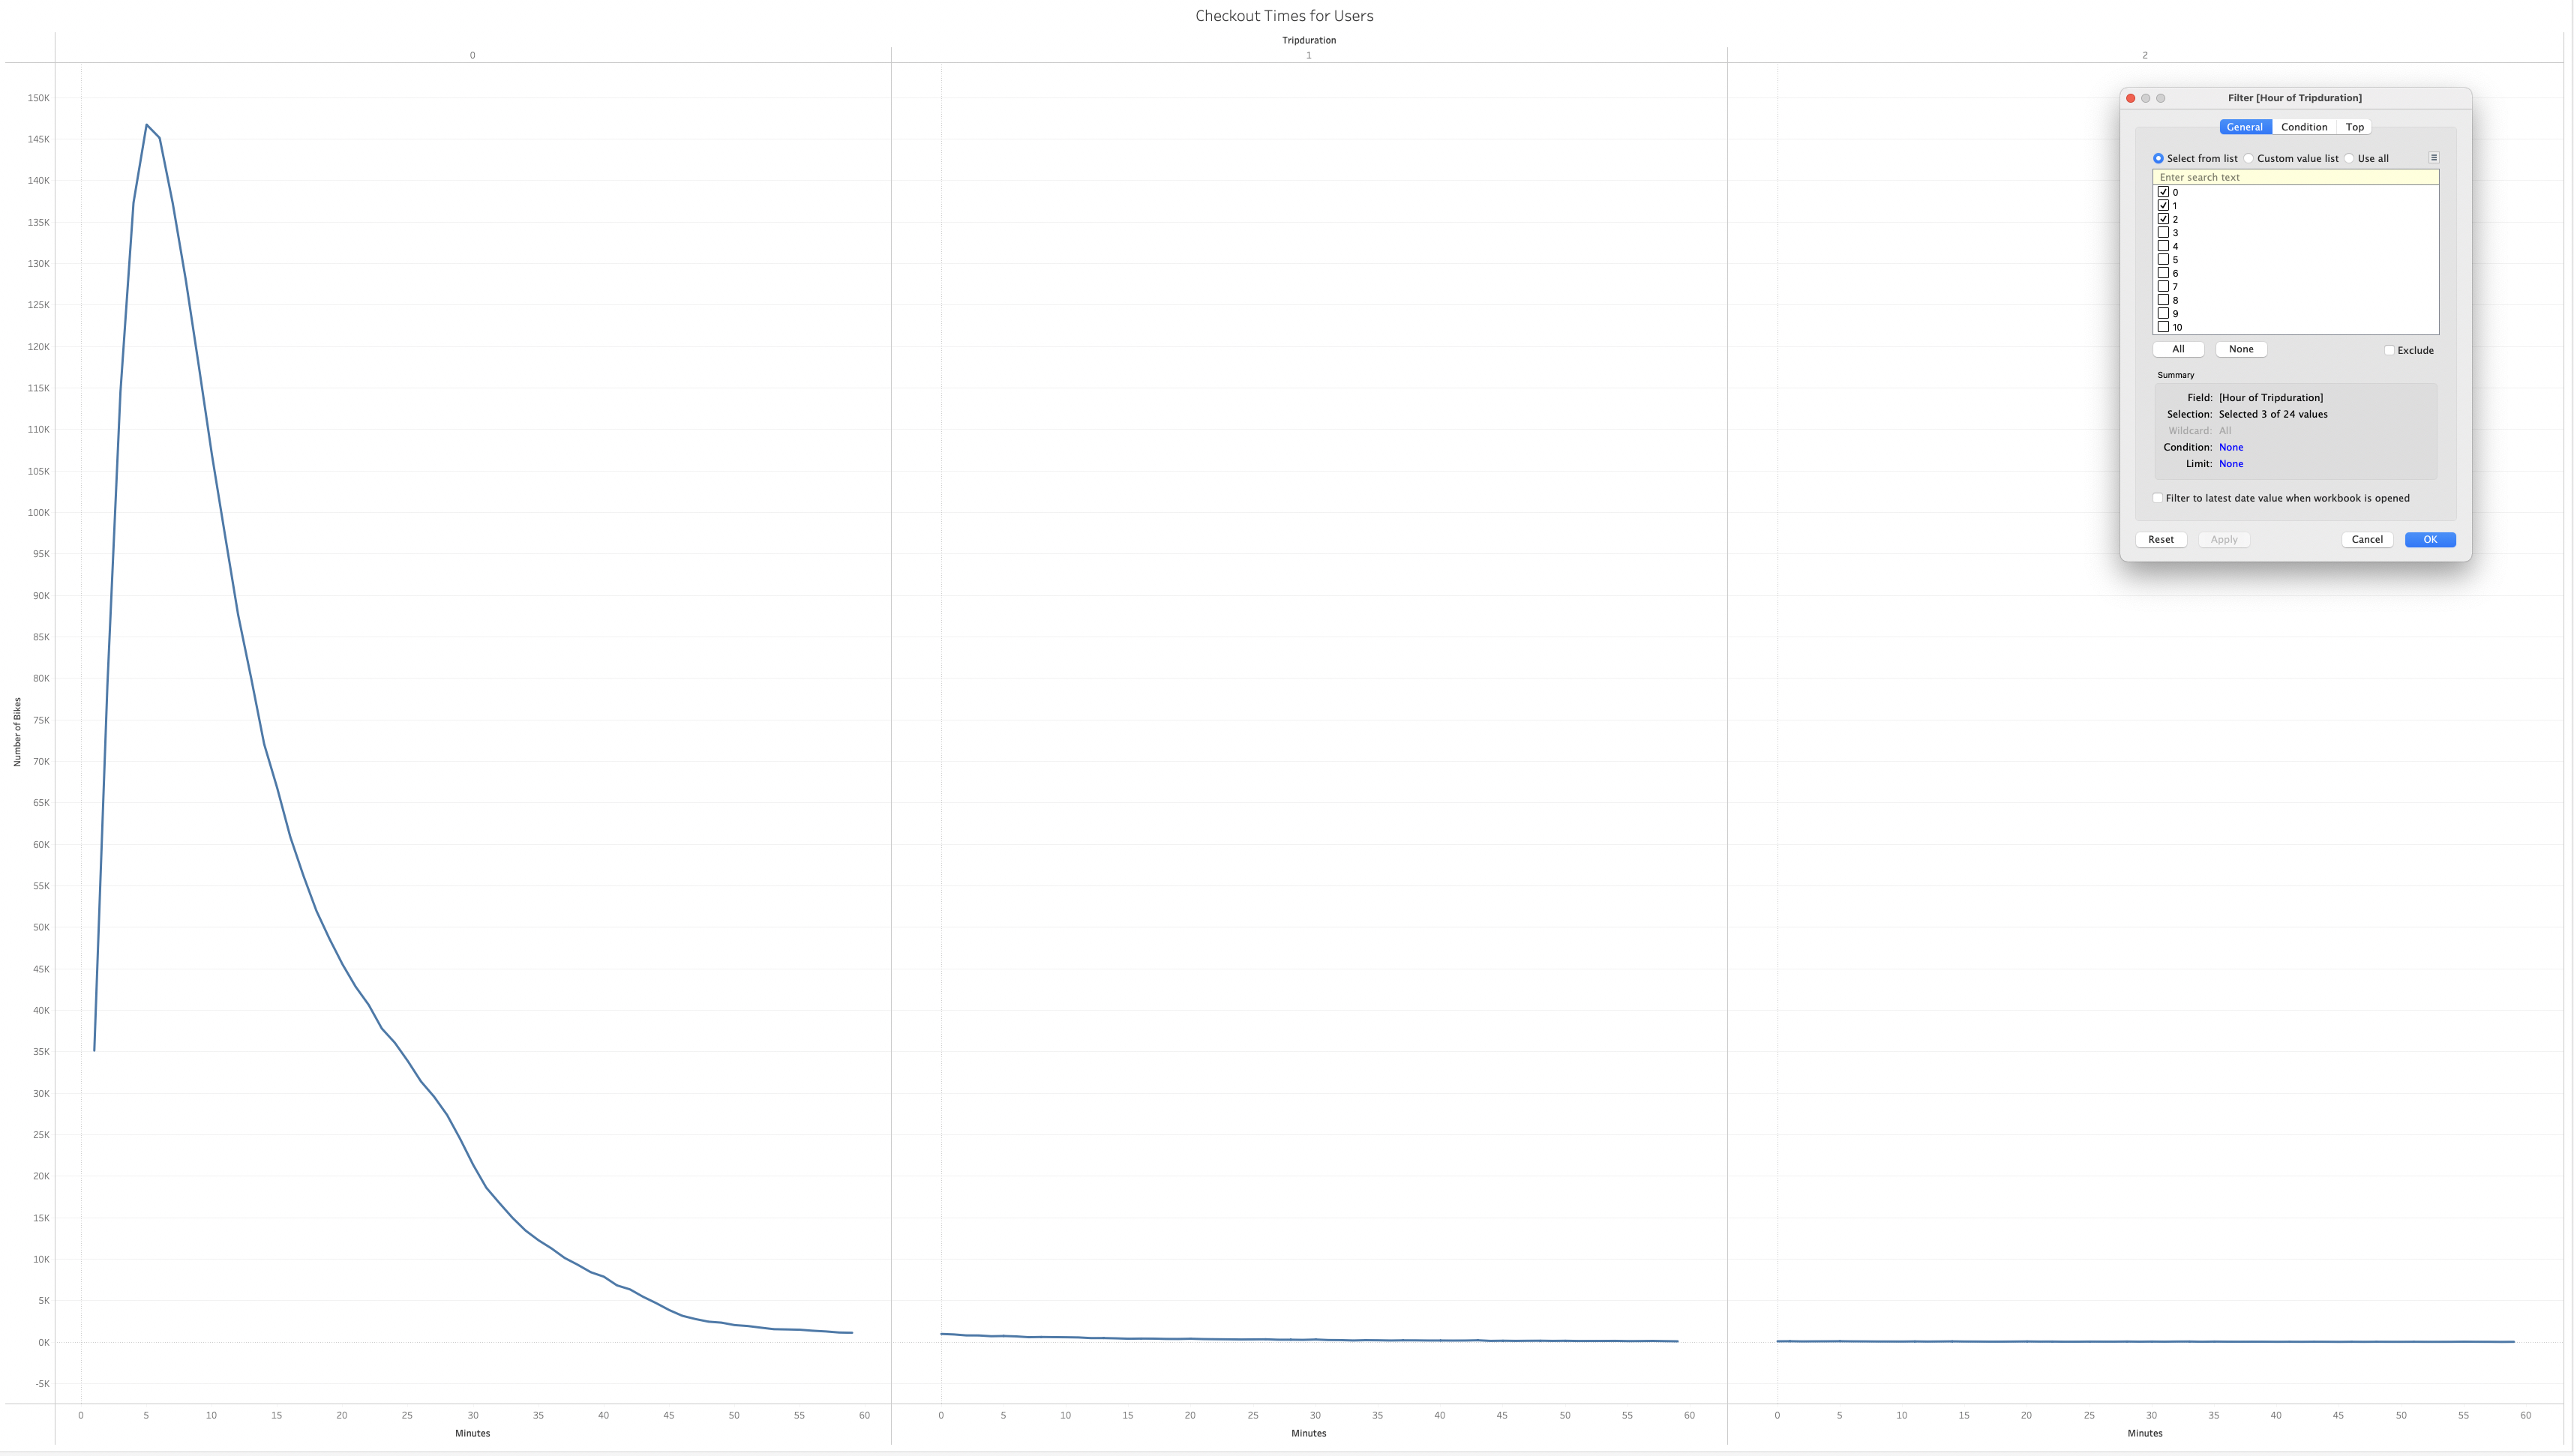 Checkout Times for Users
Tripduration
0 1 2
150K
145K
140K
135K
130K
125K
120K
115K
110K
105K
100K
95K
90K
85K
80K
75K
70K
65K
60K
55K
50K
45K
40K
35K
30K
25K
20K
15K
10K
5K
0K
-5K
Number of Bikes
0 5 10 15 20 25 30 35 40 45 50 55 60
Minutes
0 5 10 15 20 25 30 35 40 45 50 55 60
Minutes
0 5 10 15 20 25 30 35 40 45 50 55 60
Minutes
Filter [Hour of Tripduration]
General Condition Top
Select from list Custom value list Use all
Enter search text
0
1
2
3
4
5
6
7
8
9
10
All None Exclude
Summary
Field: [Hour of Tripduration]
Selection: Selected 3 of 24 values
Wildcard: All
Condition: None
Limit: None
Filter to latest date value when workbook is opened
Reset Apply Cancel OK